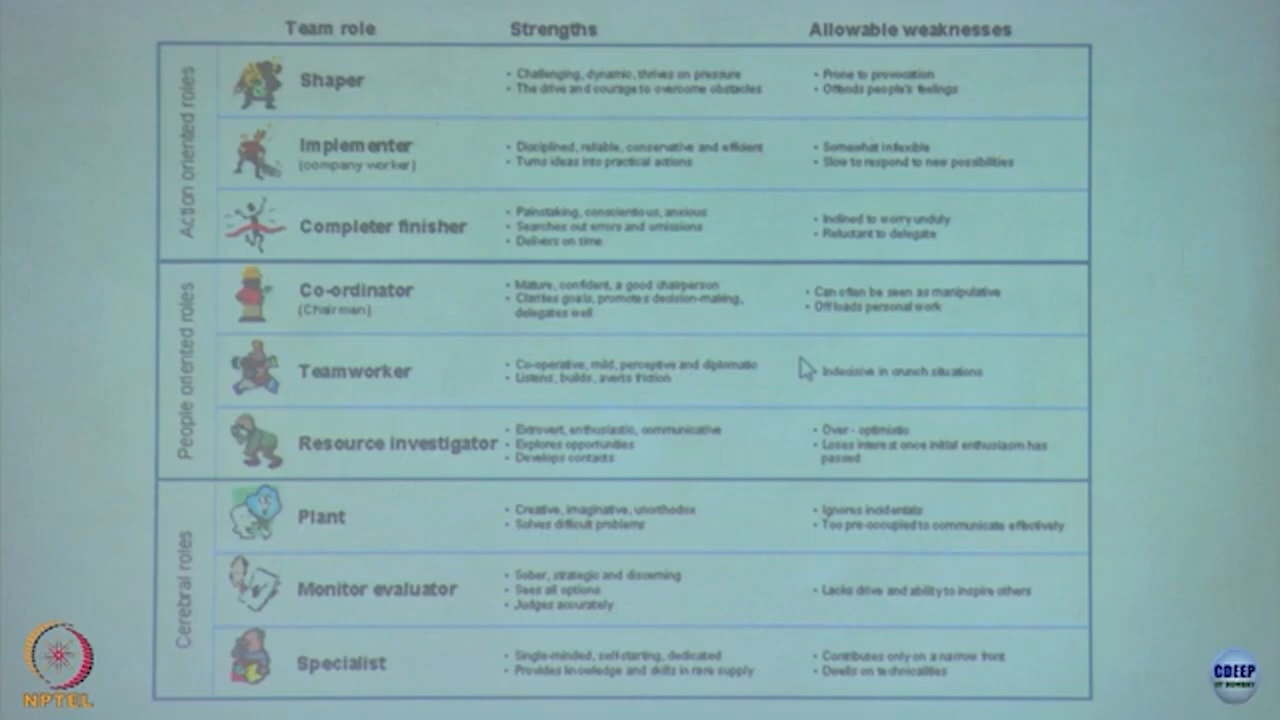 Team role Strengths Allowable weaknesses
Action oriented roles
Shaper
• Challenging, dynamic, thrives on pressure
• The drive and courage to overcome obstacles
• Prone to provocation
• Offends people's feelings
Implementer
(company worker)
• Disciplined, reliable, conservative and efficient
• Turns ideas into practical actions
• Somewhat inflexible
• Slow to respond to new possibilities
Completer finisher
• Painstaking, conscientious, anxious
• Searches out errors and omissions
• Delivers on time
• Inclined to worry unduly
• Reluctant to delegate
People oriented roles
Co-ordinator
(Chairman)
• Mature, confident, a good chairperson
• Clarifies goals, promotes decision-making,
delegates well
• Can often be seen as manipulative
• Offloads personal work
Teamworker
• Co-operative, mild, perceptive and diplomatic
• Listens, builds, averts friction
Indecisive in crunch situations
Resource investigator
• Extrovert, enthusiastic, communicative
• Explores opportunities
• Develops contacts
• Over - optimistic
• Loses interest once initial enthusiasm has
passed
Cerebral roles
Plant
• Creative, imaginative, unorthodox
• Solves difficult problems
• Ignores incidentals
• Too pre-occupied to communicate effectively
Monitor evaluator
• Sober, strategic and discerning
• Sees all options
• Judges accurately
• Lacks drive and ability to inspire others
Specialist
• Single-minded, self-starting, dedicated
• Provides knowledge and skills in rare supply
• Contributes only on a narrow front
• Dwells on technicalities
NPTEL
CDEEP
IIT BOMBAY